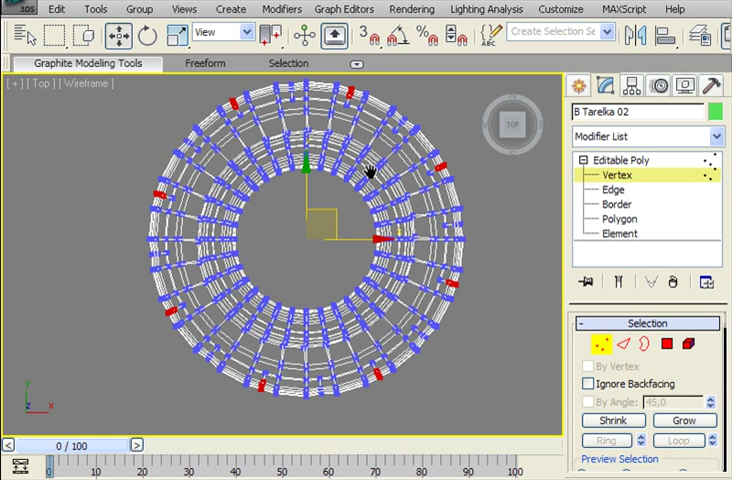 3DS Edit Tools Group Views Create Modifiers Graph Editors Rendering Lighting Analysis Customize MAXScript
View 3 % Create Selection Se
Graphite Modeling Tools Freeform Selection
[ + ] [ Top ] [ Wireframe ]
TOP
B Tarelka 02
Modifier List
Editable Poly
Vertex
Edge
Border
Polygon
Element
Selection
By Vertex
Ignore Backfacing
By Angle: 45,0
Shrink Grow
Ring Loop
Preview Selection
y
z x
< 0 / 100 >
0 10 20 30 40 50 60 70 80 90 100